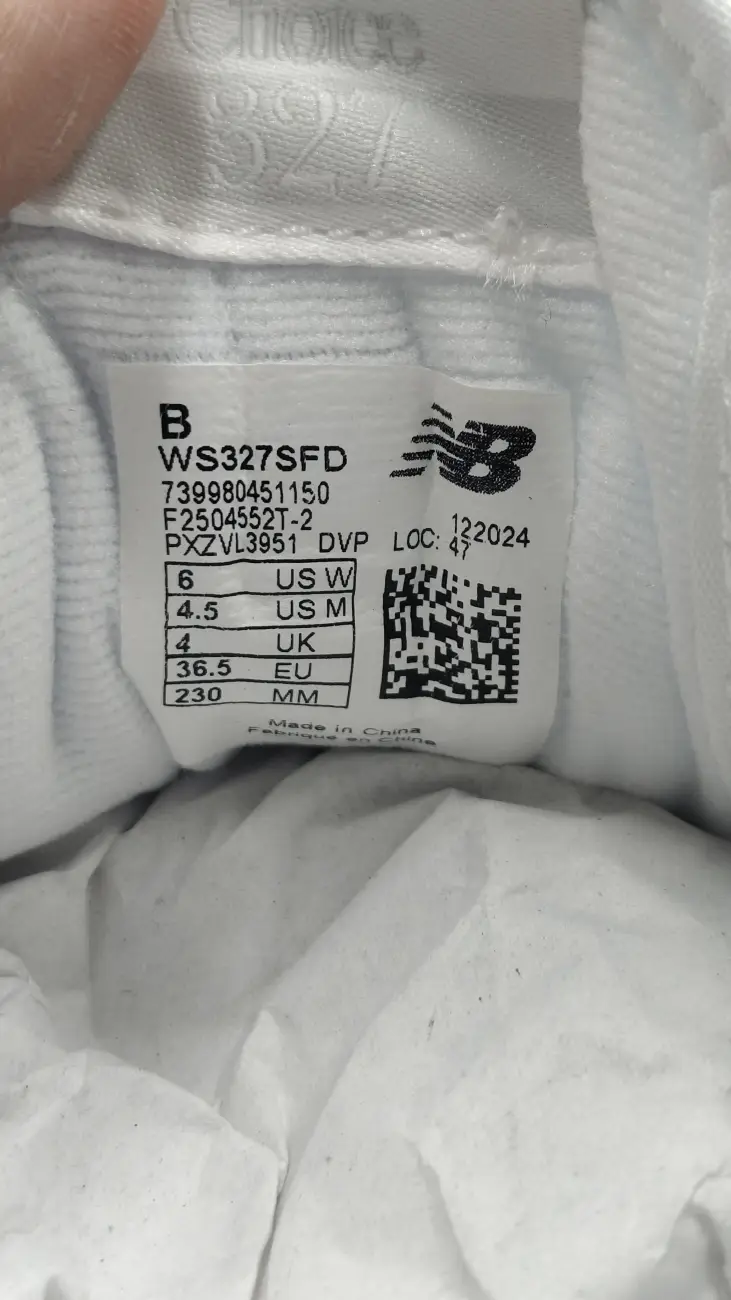 Choice
327
B
WS327SFD
739980451150
F2504552T-2
PXZVL3951 DVP
LOC: 122024
47
6 US W
4.5 US M
4 UK
36.5 EU
230 MM
Made in China
Fabriqué en Chine